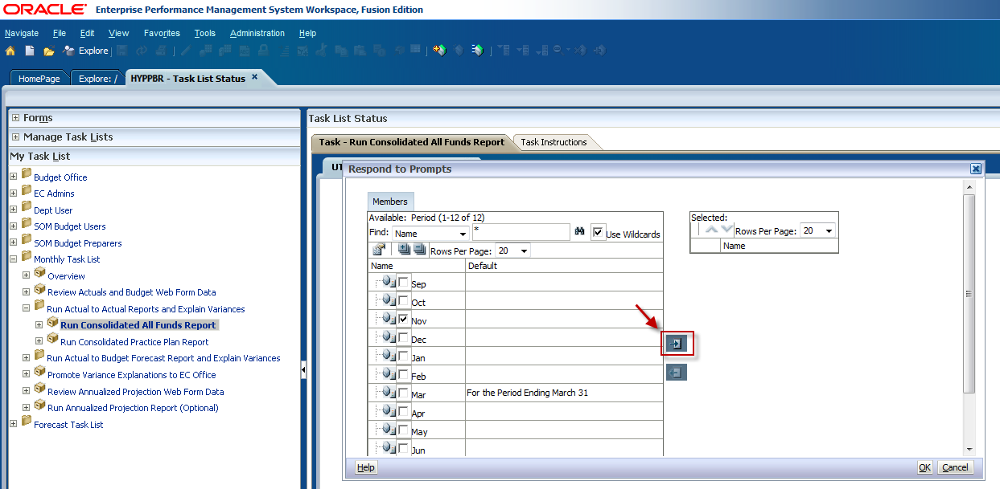 ORACLE® Enterprise Performance Management System Workspace, Fusion Edition
Navigate File Edit View Favorites Tools Administration Help
Explore
HomePage Explore: / HYPPBR - Task List Status
Forms
Manage Task Lists
My Task List
Budget Office
EC Admins
Dept User
SOM Budget Users
SOM Budget Preparers
Monthly Task List
Overview
Review Actuals and Budget Web Form Data
Run Actual to Actual Reports and Explain Variances
Run Consolidated All Funds Report
Run Consolidated Practice Plan Report
Run Actual to Budget Forecast Report and Explain Variances
Promote Variance Explanations to EC Office
Review Annualized Projection Web Form Data
Run Annualized Projection Report (Optional)
Forecast Task List
Task List Status
Task - Run Consolidated All Funds Report Task Instructions
Respond to Prompts
Members
Available: Period (1-12 of 12)
Find: Name * Use Wildcards
Rows Per Page: 20
Name Default
Sep
Oct
Nov
Dec
Jan
Feb
Mar For the Period Ending March 31
Apr
May
Jun
Selected:
Rows Per Page: 20
Name
Help OK Cancel